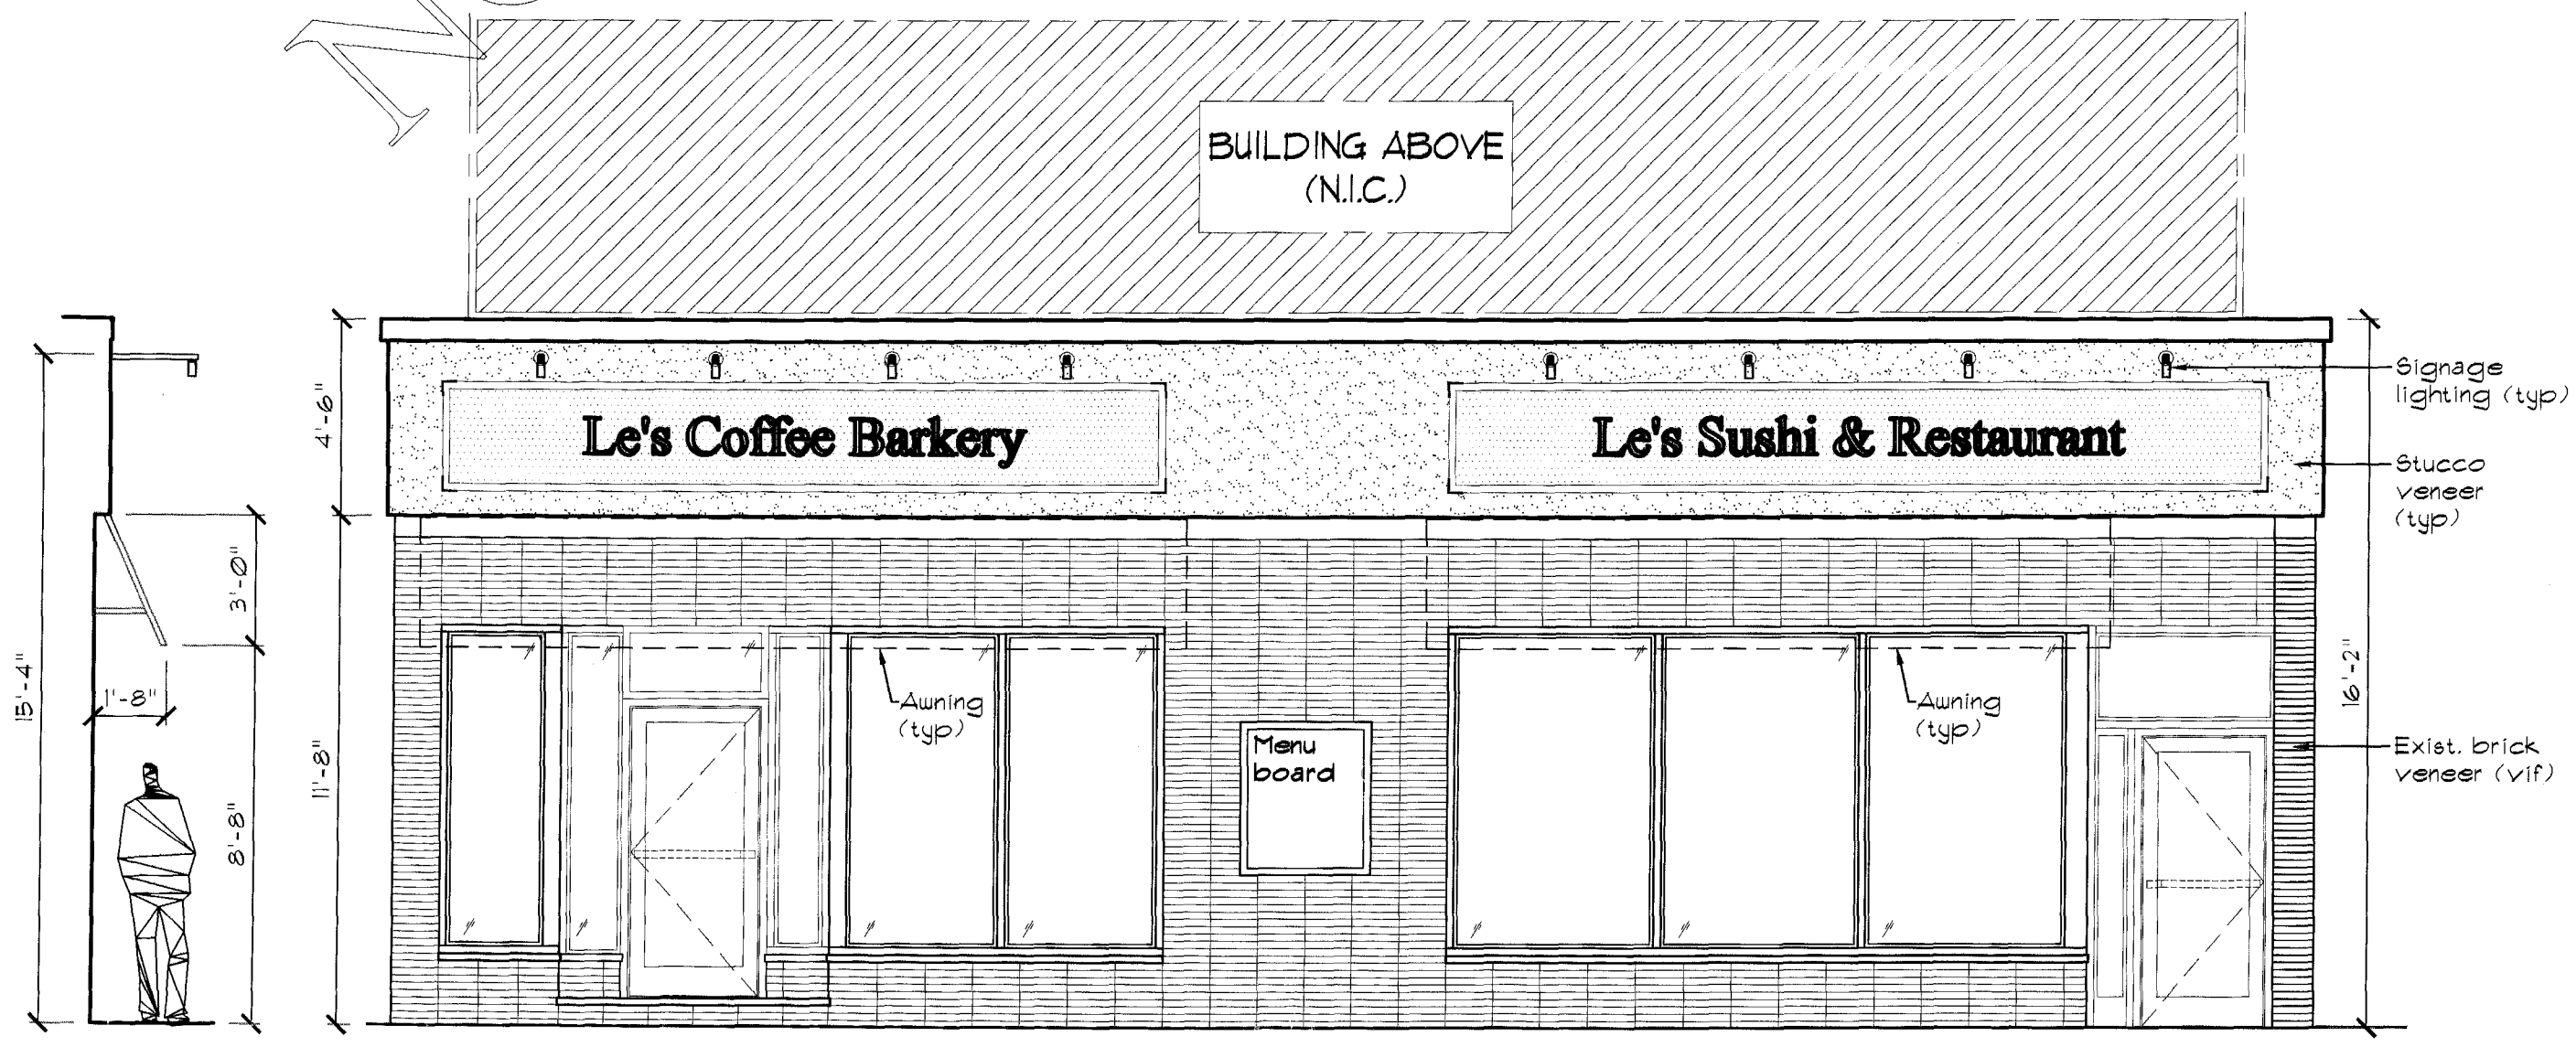 BUILDING ABOVE
(N.I.C.)
Le's Coffee Barkery
Le's Sushi & Restaurant
Signage
lighting (typ)
Stucco
veneer
(typ)
Exist. brick
veneer (vif)
Awning
(typ)
Awning
(typ)
Menu
board
15'-4"
1'-8"
3'-0"
8'-8"
4'-6"
11'-8"
16'-2"